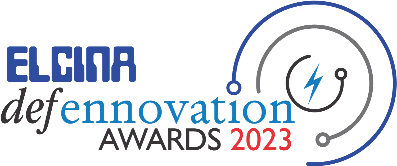 ELCINA
defennovation
AWARDS 2023